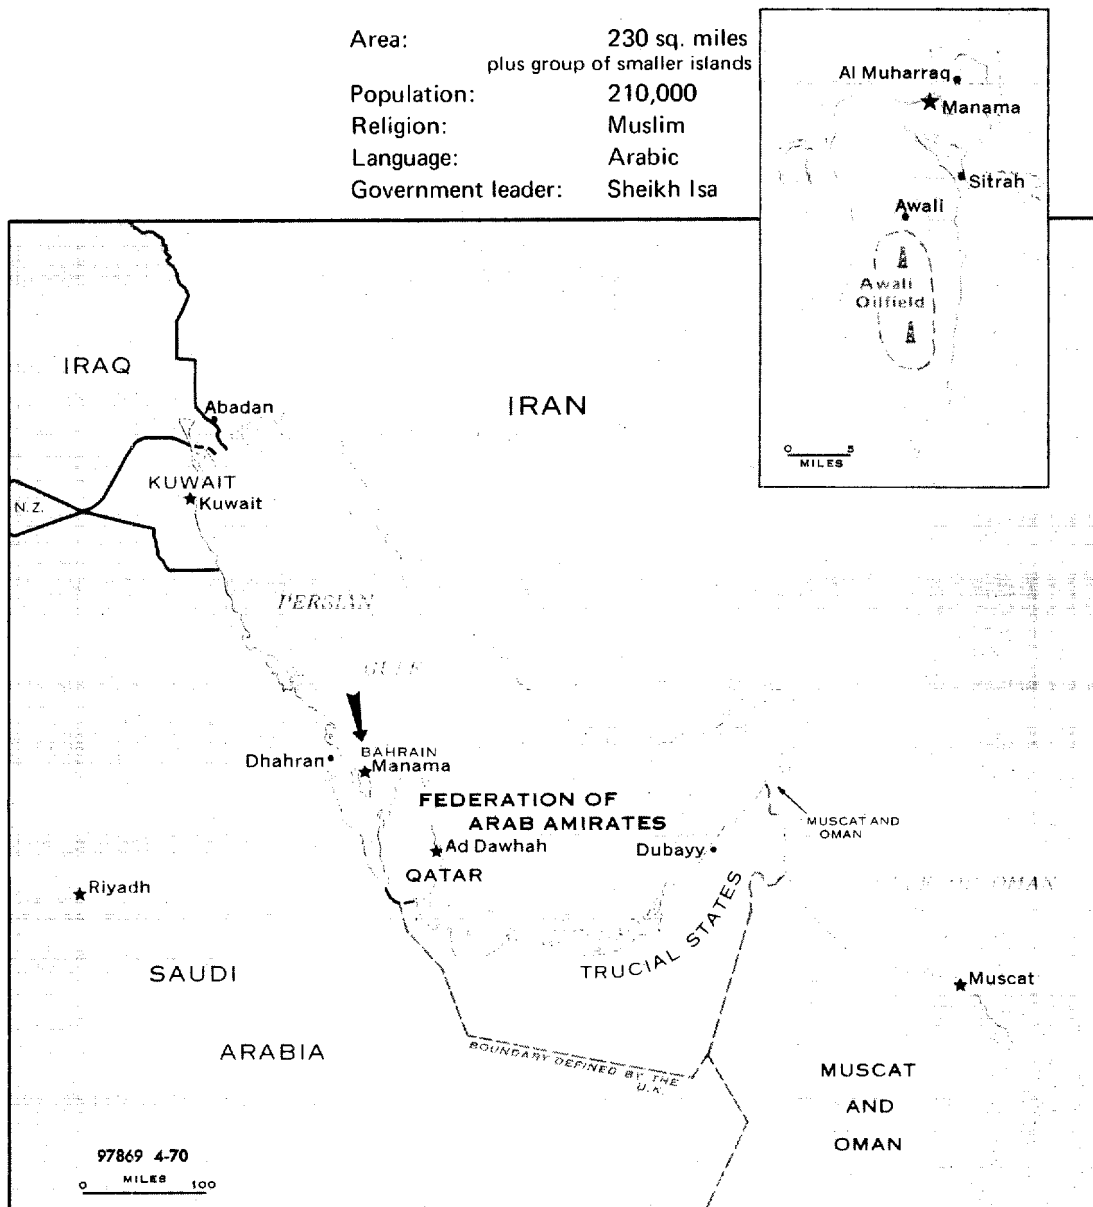 Area: 230 sq. miles
plus group of smaller islands
Population: 210,000
Religion: Muslim
Language: Arabic
Government leader: Sheikh Isa
Al Muharraq
Manama
Sitrah
Awali
Awali
Oilfield
0 5
MILES
IRAQ
IRAN
Abadan
KUWAIT
Kuwait
N.Z.
PERSIAN
GULF
Dhahran
BAHRAIN
Manama
FEDERATION OF
ARAB AMIRATES
MUSCAT AND
OMAN
Ad Dawhah
Dubayy
QATAR
Riyadh
OF OMAN
TRUCIAL STATES
SAUDI
ARABIA
Muscat
BOUNDARY DEFINED BY THE
U.K.
MUSCAT
AND
OMAN
97869 4-70
MILES
0 100